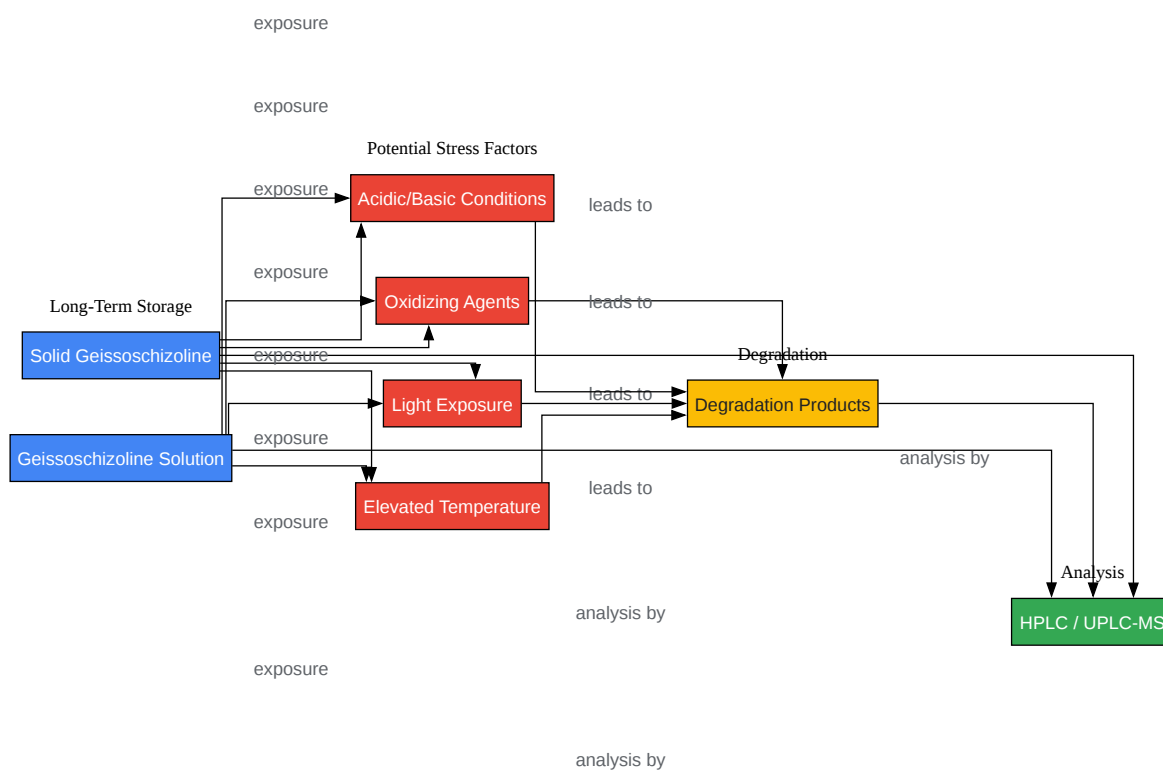 exposure
exposure
Potential Stress Factors
exposure
Acidic/Basic Conditions
leads to
exposure
Oxidizing Agents
leads to
Long-Term Storage
Solid Geissoschizoline
exposure
Degradation
Light Exposure
leads to
Degradation Products
exposure
Geissoschizoline Solution
analysis by
leads to
Elevated Temperature
exposure
Analysis
analysis by
HPLC / UPLC-MS
exposure
analysis by